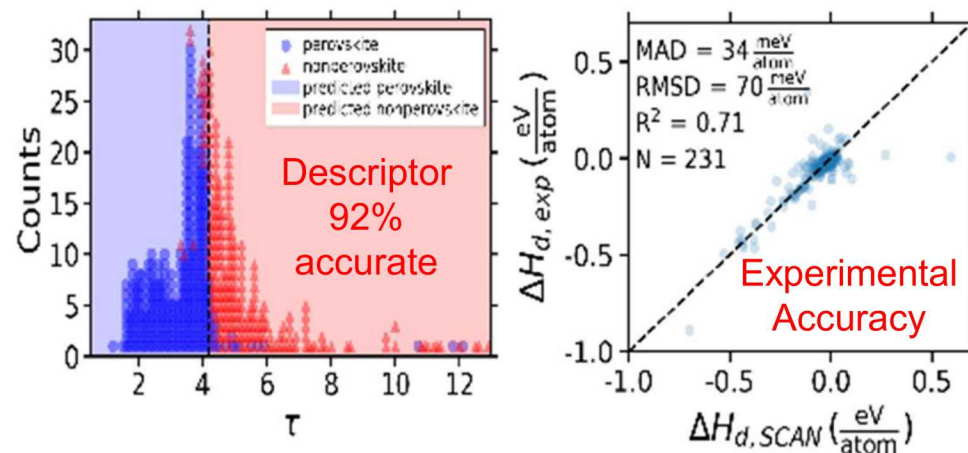 30
25
20
15
10
5
0
Counts
2 4 6 8 10 12
τ
perovskite
nonperovskite
predicted perovskite
predicted nonperovskite
Descriptor
92%
accurate
MAD = 34 meV/atom
RMSD = 70 meV/atom
R² = 0.71
N = 231
0.5
0.0
-0.5
-1.0
ΔH_{d, exp} (eV/atom)
Experimental
Accuracy
-1.0 -0.5 0.0 0.5
ΔH_{d, SCAN} (eV/atom)